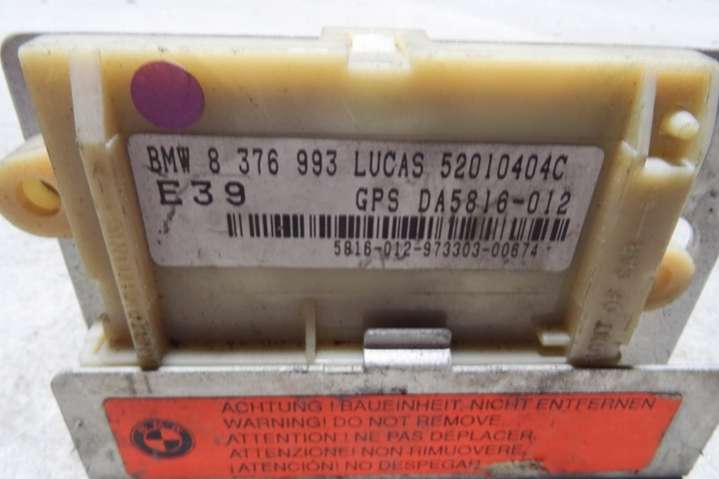 BMW 8 376 993 LUCAS 52010404C
E39 GPS DA5816-012
5816-012-973303-00674
ACHTUNG ! BAUEINHEIT, NICHT ENTFERNEN
WARNING! DO NOT REMOVE.
ATTENTION ! NE PAS DEPLACER.
ATTENZIONE! NON RIMUOVERE.
¡ATENCIÓN! NO DESPEGAR